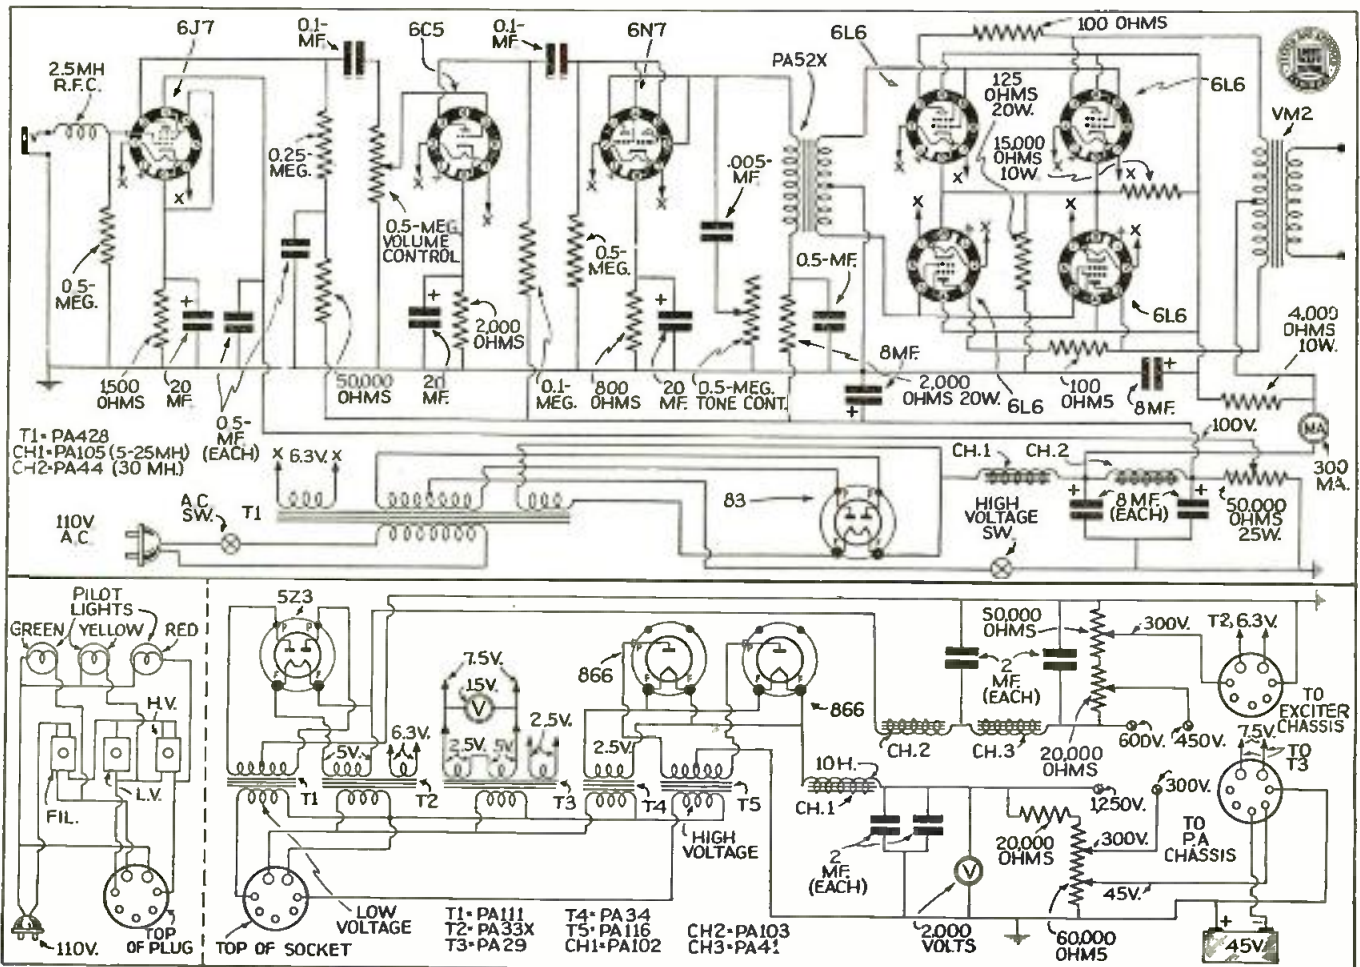 6J7
0.1-
MF.
6C5
0.1-
MF.
6N7
PA52X
6L6
100 OHMS
2.5MH
R.F.C.
125
OHMS
20W.
6L6
VM2
15,000
OHMS
10W.
0.25-
MEG.
.005-
MF.
X
X
X
X
X
X
X
X
X
X
X
X
0.5-MEG.
VOLUME
CONTROL
0.5-
MEG.
0.5-
MEG.
0.5-MF.
+
+
+
2,000
OHMS
6L6
4,000
OHMS
10W.
1500
OHMS
20
MF.
50,000
OHMS
20
MF.
0.1-
MEG.
800
OHMS
20
MF.
0.5-MEG.
TONE CONT.
8MF.
+
2,000
OHMS 20W.
6L6
100
OHMS
8MF.
+
0.5-
MF.
(EACH)
T1= PA428
CH1=PA105 (5-25MH)
CH2=PA44 (30 MH.)
100V.
MA
300
MA.
X 6.3V. X
CH.1
CH.2
83
A.C.
SW.
T1
110V.
A.C.
HIGH
VOLTAGE
SW.
+
8 MF.
(EACH)
+
50,000
OHMS
25W.
P
P
F
F
PILOT
LIGHTS
GREEN
YELLOW
RED
5Z3
P
P
F
F
866
P
F
F
P
F
F
866
50,000
OHMS
300V.
T2, 6.3V.
7.5V.
15V.
V
2
MF.
(EACH)
TO
EXCITER
CHASSIS
H.V.
L.V.
FIL.
.5V.
6.3V.
2.5V.
5V.
2.5V.
2.5V.
CH.2
CH.3
20,000
OHMS
600V.
450V.
7.5V.
TO
T3
T1
T2
T3
T4
T5
10H.
CH.1
1250V.
300V.
HIGH
VOLTAGE
2
MF.
(EACH)
20,000
OHMS
300V.
TO
P.A.
CHASSIS
V
45V.
LOW
VOLTAGE
TOP
OF PLUG
110V.
TOP OF SOCKET
T1= PA111
T2= PA33X
T3= PA29
T4= PA34
T5= PA116
CH1= PA102
CH2= PA103
CH3= PA41
2,000
VOLTS
60,000
OHMS
+
-
45V.